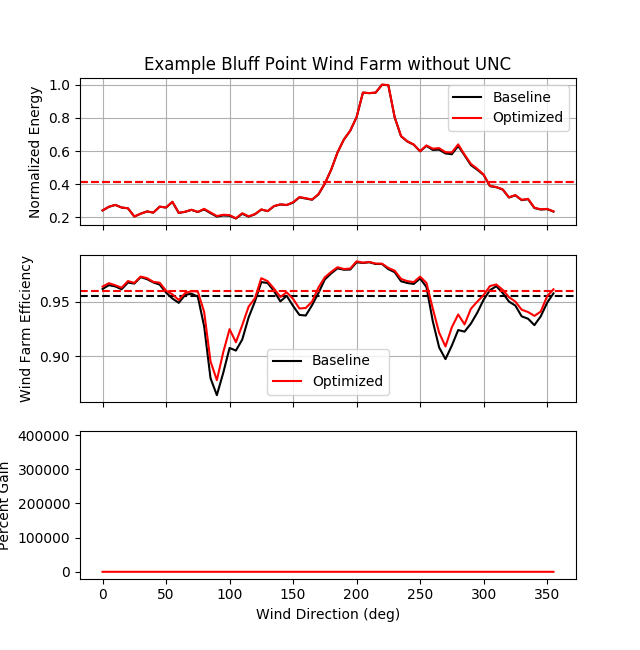 Example Bluff Point Wind Farm without UNC
Normalized Energy
1.0
0.8
0.6
0.4
0.2
Baseline
Optimized
Wind Farm Efficiency
0.95
0.90
Baseline
Optimized
Percent Gain
400000
300000
200000
100000
0
0 50 100 150 200 250 300 350
Wind Direction (deg)